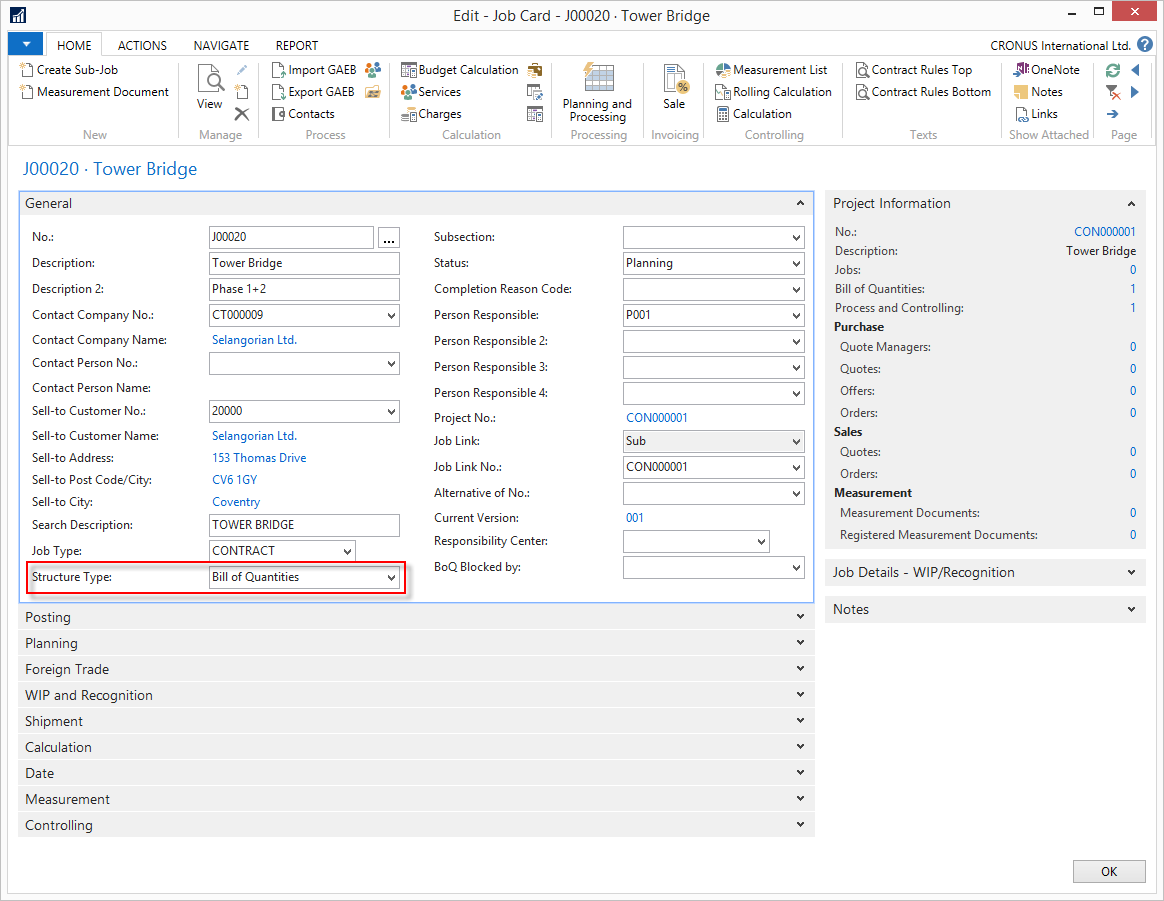 Edit - Job Card - J00020 · Tower Bridge
HOME ACTIONS NAVIGATE REPORT CRONUS International Ltd. ?
Create Sub-Job
Measurement Document
New
View
Manage
Import GAEB
Export GAEB
Contacts
Process
Budget Calculation
Services
Charges
Calculation
Planning and
Processing
Processing
Sale
Invoicing
Measurement List
Rolling Calculation
Calculation
Controlling
Contract Rules Top
Contract Rules Bottom
Texts
OneNote
Notes
Links
Show Attached
Page
J00020 · Tower Bridge
General
No.: J00020 ...
Description: Tower Bridge
Description 2: Phase 1+2
Contact Company No.: CT000009
Contact Company Name: Selangorian Ltd.
Contact Person No.:
Contact Person Name:
Sell-to Customer No.: 20000
Sell-to Customer Name: Selangorian Ltd.
Sell-to Address: 153 Thomas Drive
Sell-to Post Code/City: CV6 1GY
Sell-to City: Coventry
Search Description: TOWER BRIDGE
Job Type: CONTRACT
Structure Type: Bill of Quantities
Subsection:
Status: Planning
Completion Reason Code:
Person Responsible: P001
Person Responsible 2:
Person Responsible 3:
Person Responsible 4:
Project No.: CON000001
Job Link: Sub
Job Link No.: CON000001
Alternative of No.:
Current Version: 001
Responsibility Center:
BoQ Blocked by:
Posting
Planning
Foreign Trade
WIP and Recognition
Shipment
Calculation
Date
Measurement
Controlling
Project Information
No.: CON000001
Description: Tower Bridge
Jobs: 0
Bill of Quantities: 1
Process and Controlling: 1
Purchase
Quote Managers: 0
Quotes: 0
Offers: 0
Orders: 0
Sales
Quotes: 0
Orders: 0
Measurement
Measurement Documents: 0
Registered Measurement Documents: 0
Job Details - WIP/Recognition
Notes
OK